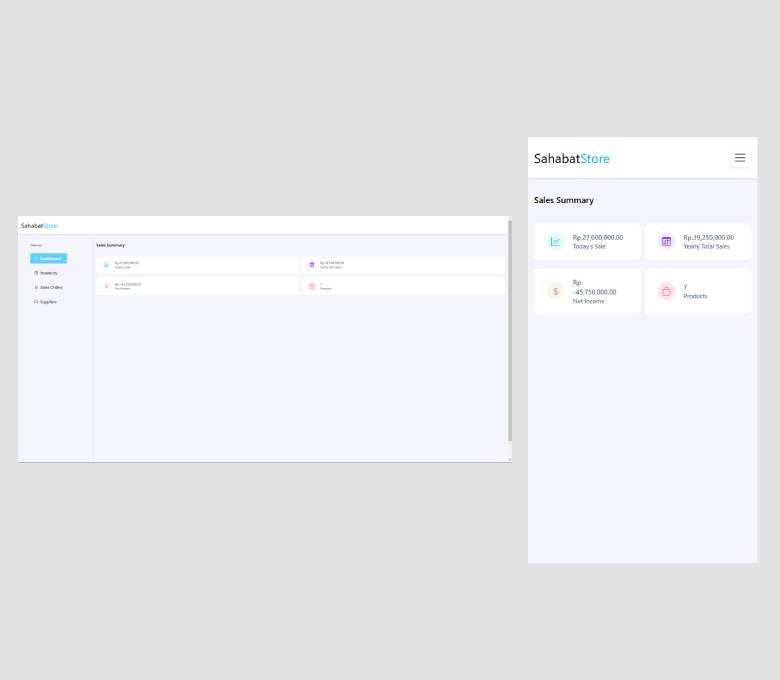 SahabatStore
Sales Summary
Dashboard
Inventory
Sales Orders
Suppliers
Rp.27,000,000.00
Today's Sale
Rp.39,250,000.00
Yearly Total Sales
Rp. -45,750,000.00
Net Income
7
Products
SahabatStore
Sales Summary
Rp.27,000,000.00
Today's Sale
Rp.39,250,000.00
Yearly Total Sales
Rp.
-45,750,000.00
Net Income
7
Products